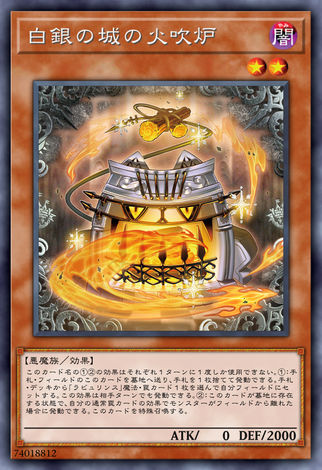 白銀の城の火吹炉
やみ
闇
【悪魔族／効果】
このカード名の①②の効果はそれぞれ１ターンに１度しか使用できない。①：手
札・フィールドのこのカードを墓地へ送り、手札を１枚捨てて発動できる。手札
・デッキから「ラビュリンス」魔法・罠カード１枚を選んで自分フィールドにセ
ットする。この効果は相手ターンでも発動できる。②：このカードが墓地に存在
する状態で、自分の通常罠カードの効果でモンスターがフィールドから離れた
場合に発動できる。このカードを特殊召喚する。
ATK/ 0 DEF/2000
74018812